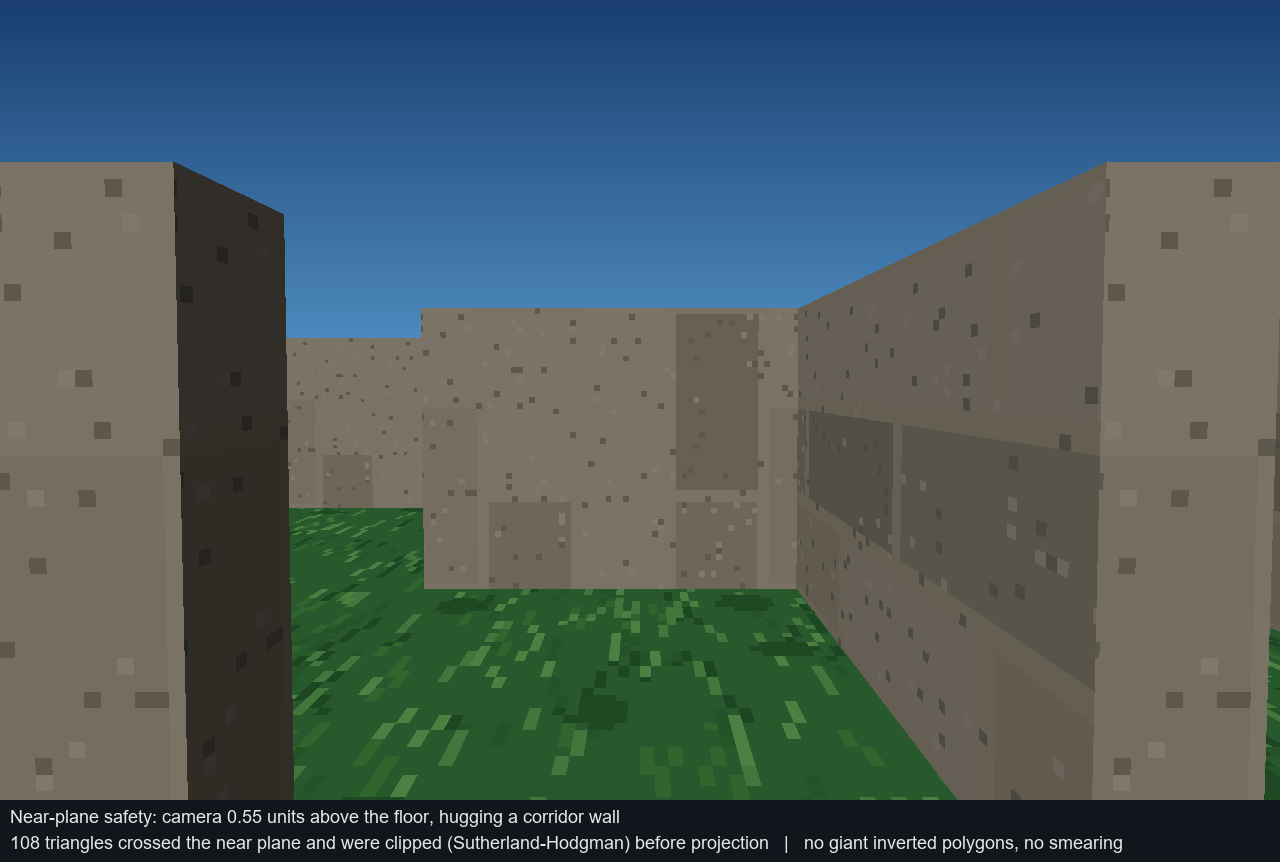 Near-plane safety: camera 0.55 units above the floor, hugging a corridor wall
108 triangles crossed the near plane and were clipped (Sutherland-Hodgman) before projection | no giant inverted polygons, no smearing